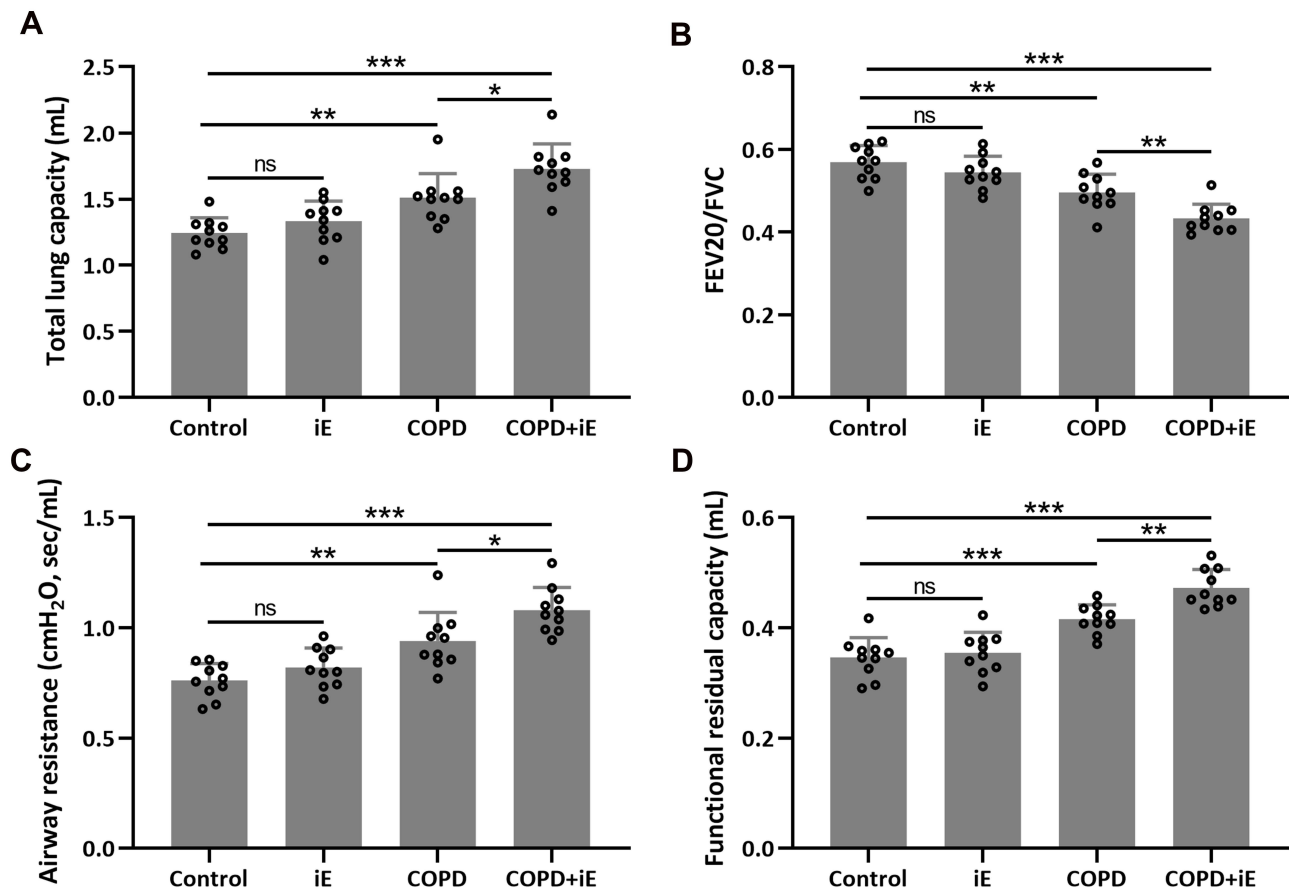 A
Total lung capacity (mL)
2.5
2.0
1.5
1.0
0.5
0.0
***
*
**
ns
Control iE COPD COPD+iE
B
FEV20/FVC
0.8
0.6
0.4
0.2
0.0
***
**
ns
**
Control iE COPD COPD+iE
C
Airway resistance (cmH₂O, sec/mL)
1.5
1.0
0.5
0.0
***
*
**
ns
Control iE COPD COPD+iE
D
Functional residual capacity (mL)
0.6
0.4
0.2
0.0
***
**
***
ns
Control iE COPD COPD+iE